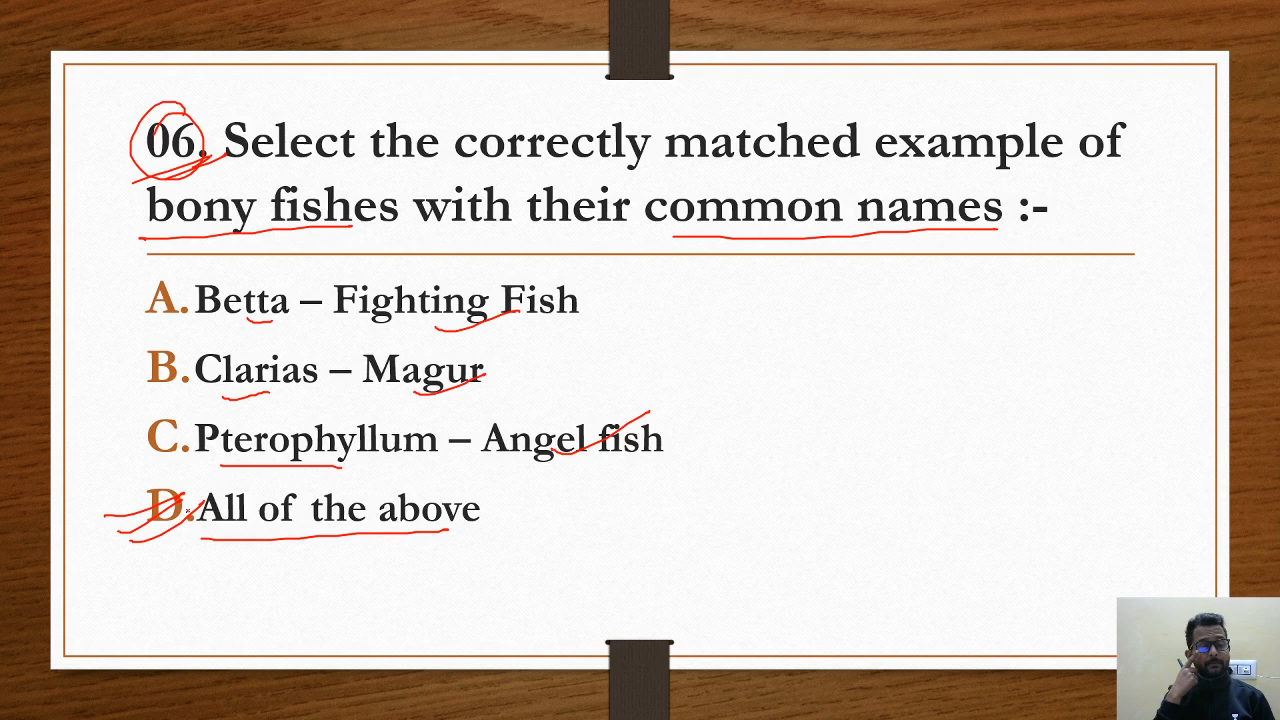 06. Select the correctly matched example of
bony fishes with their common names :-
A. Betta – Fighting Fish
B. Clarias – Magur
C. Pterophyllum – Angel fish
D. All of the above